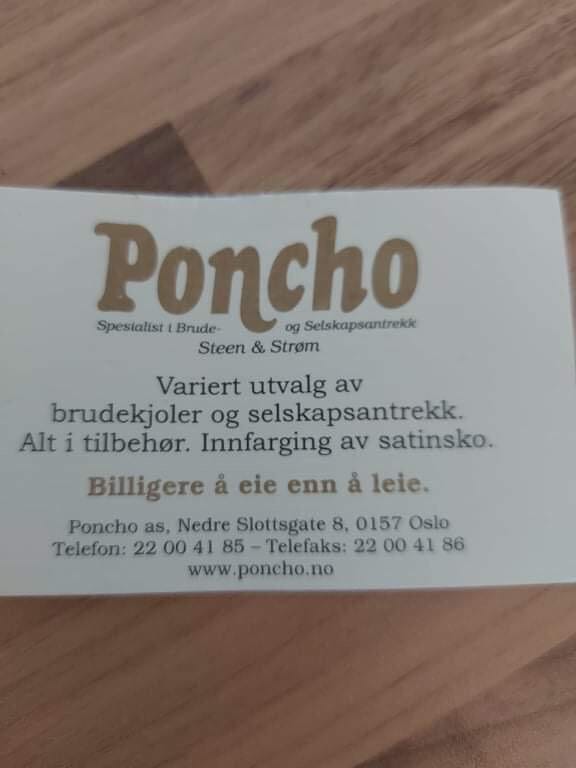 Poncho
Spesialist i Brude- og Selskapsantrekk
Steen & Strøm
Variert utvalg av
brudekjoler og selskapsantrekk.
Alt i tilbehør. Innfarging av satinsko.
Billigere å eie enn å leie.
Poncho as, Nedre Slottsgate 8, 0157 Oslo
Telefon: 22 00 41 85 – Telefaks: 22 00 41 86
www.poncho.no